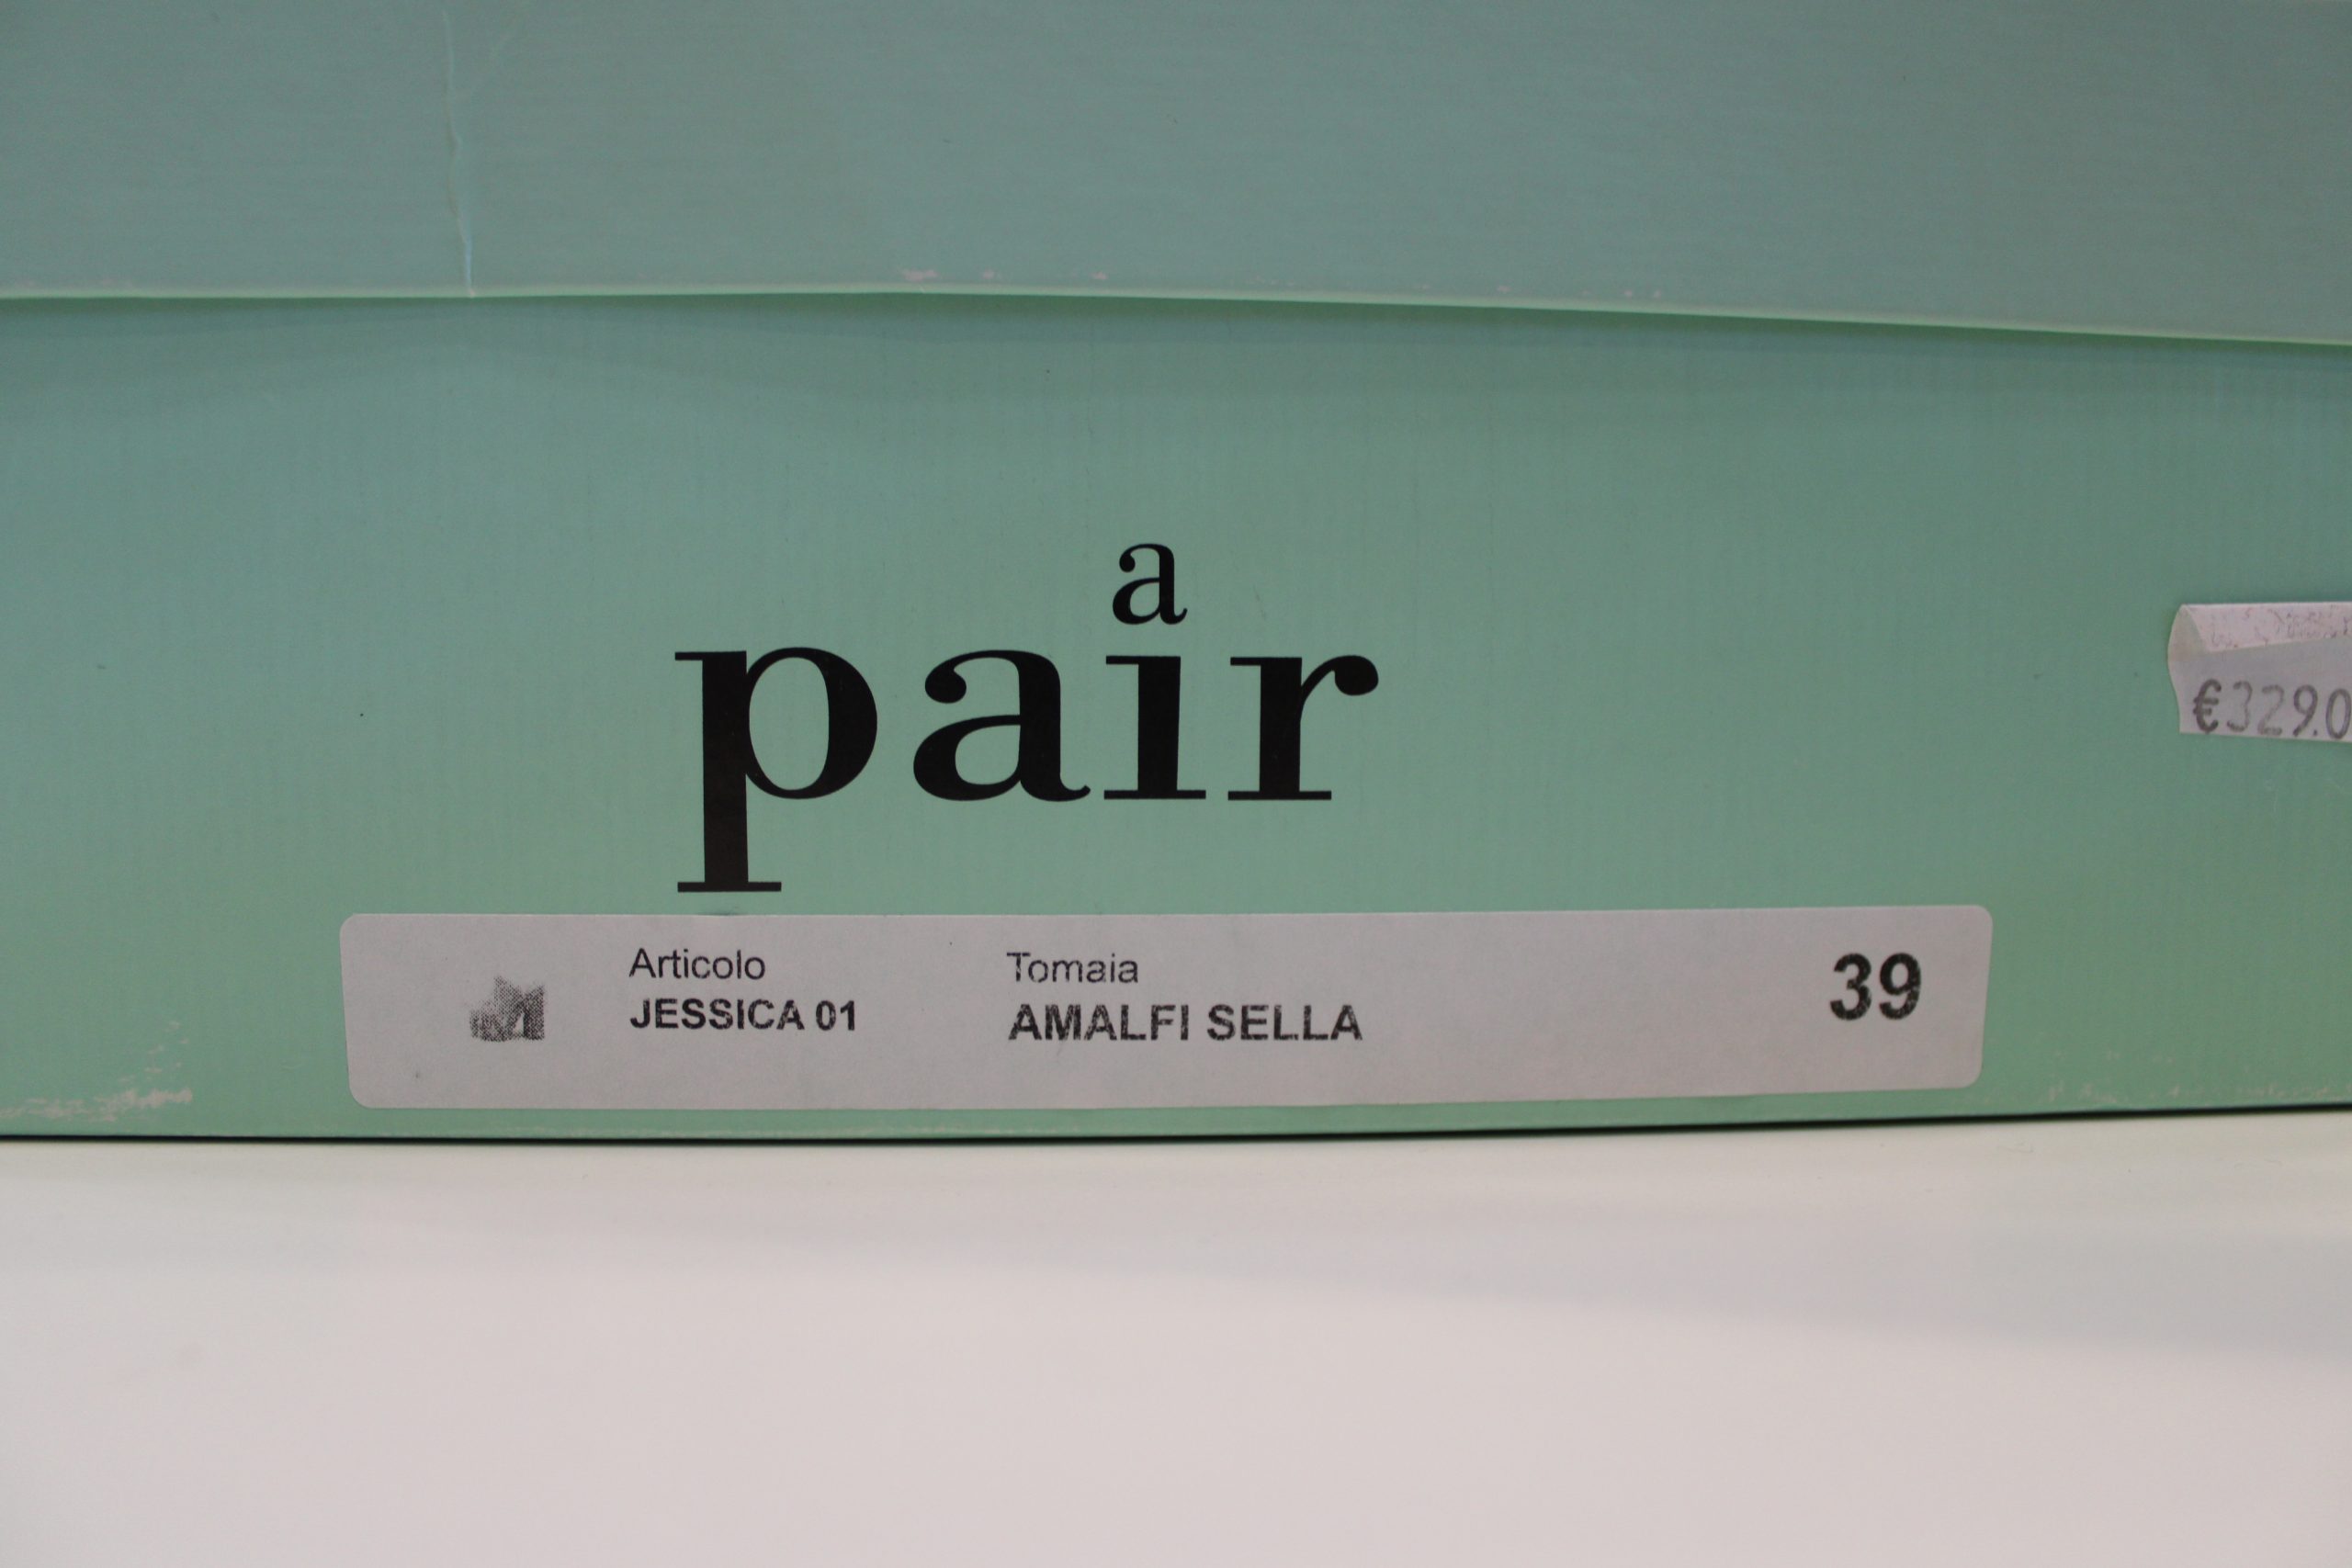 a
pair
€329.0
Articolo
JESSICA 01
Tomaia
AMALFI SELLA
39